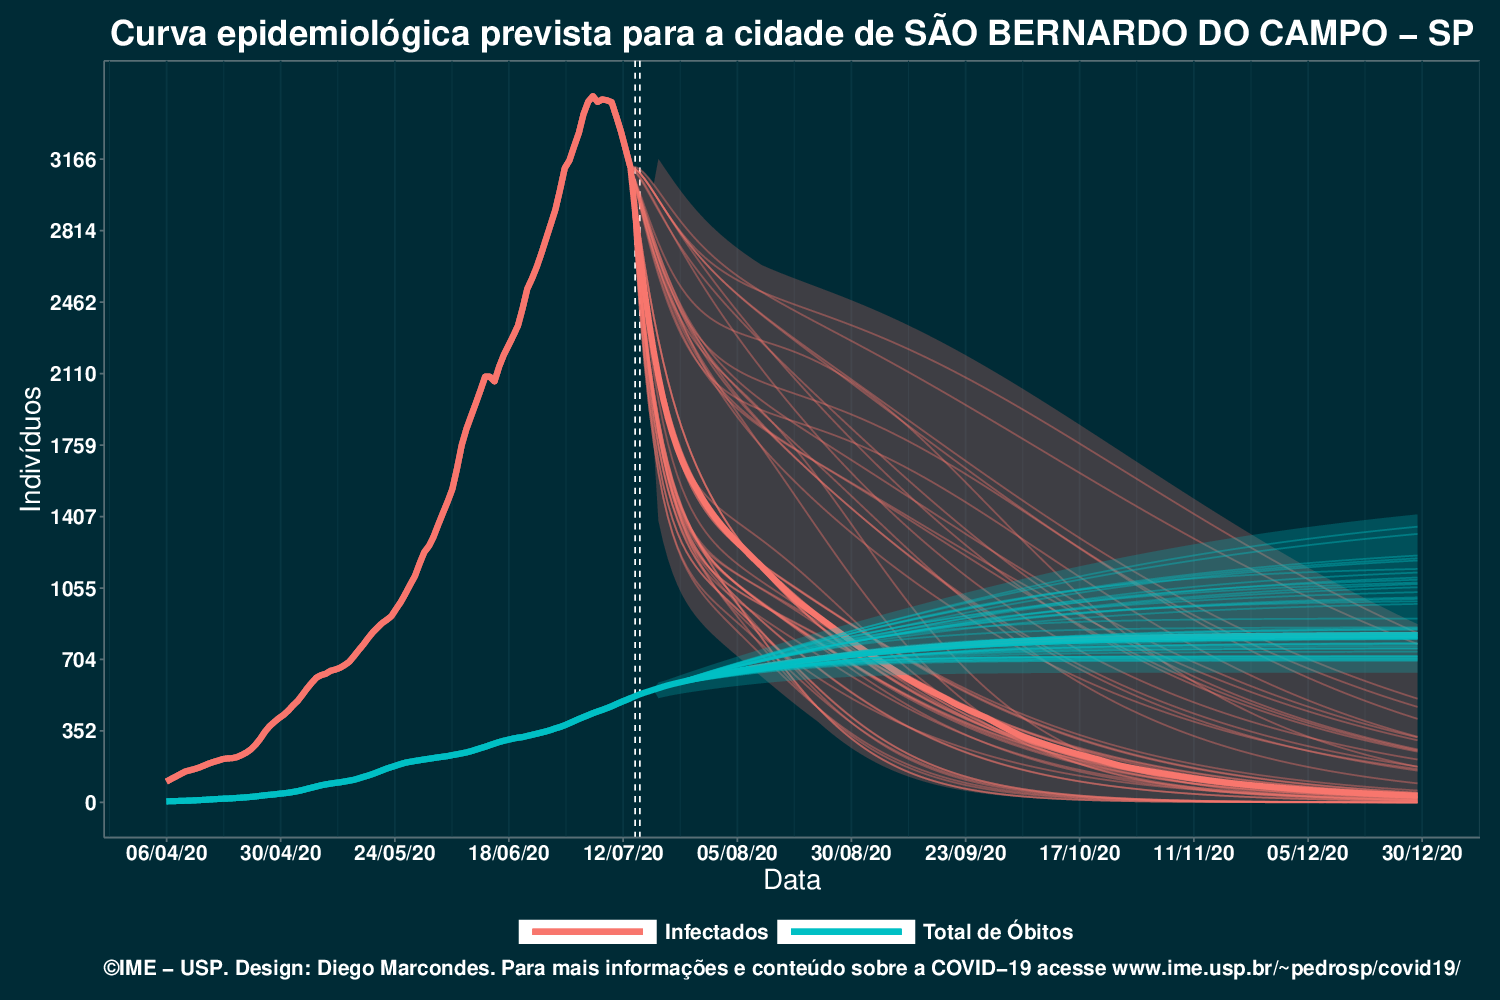 Curva epidemiológica prevista para a cidade de SÃO BERNARDO DO CAMPO – SP
Indivíduos
3166
2814
2462
2110
1759
1407
1055
704
352
0
06/04/20 30/04/20 24/05/20 18/06/20 12/07/20 05/08/20 30/08/20 23/09/20 17/10/20 11/11/20 05/12/20 30/12/20
Data
Infectados Total de Óbitos
©IME – USP. Design: Diego Marcondes. Para mais informações e conteúdo sobre a COVID–19 acesse www.ime.usp.br/~pedrosp/covid19/